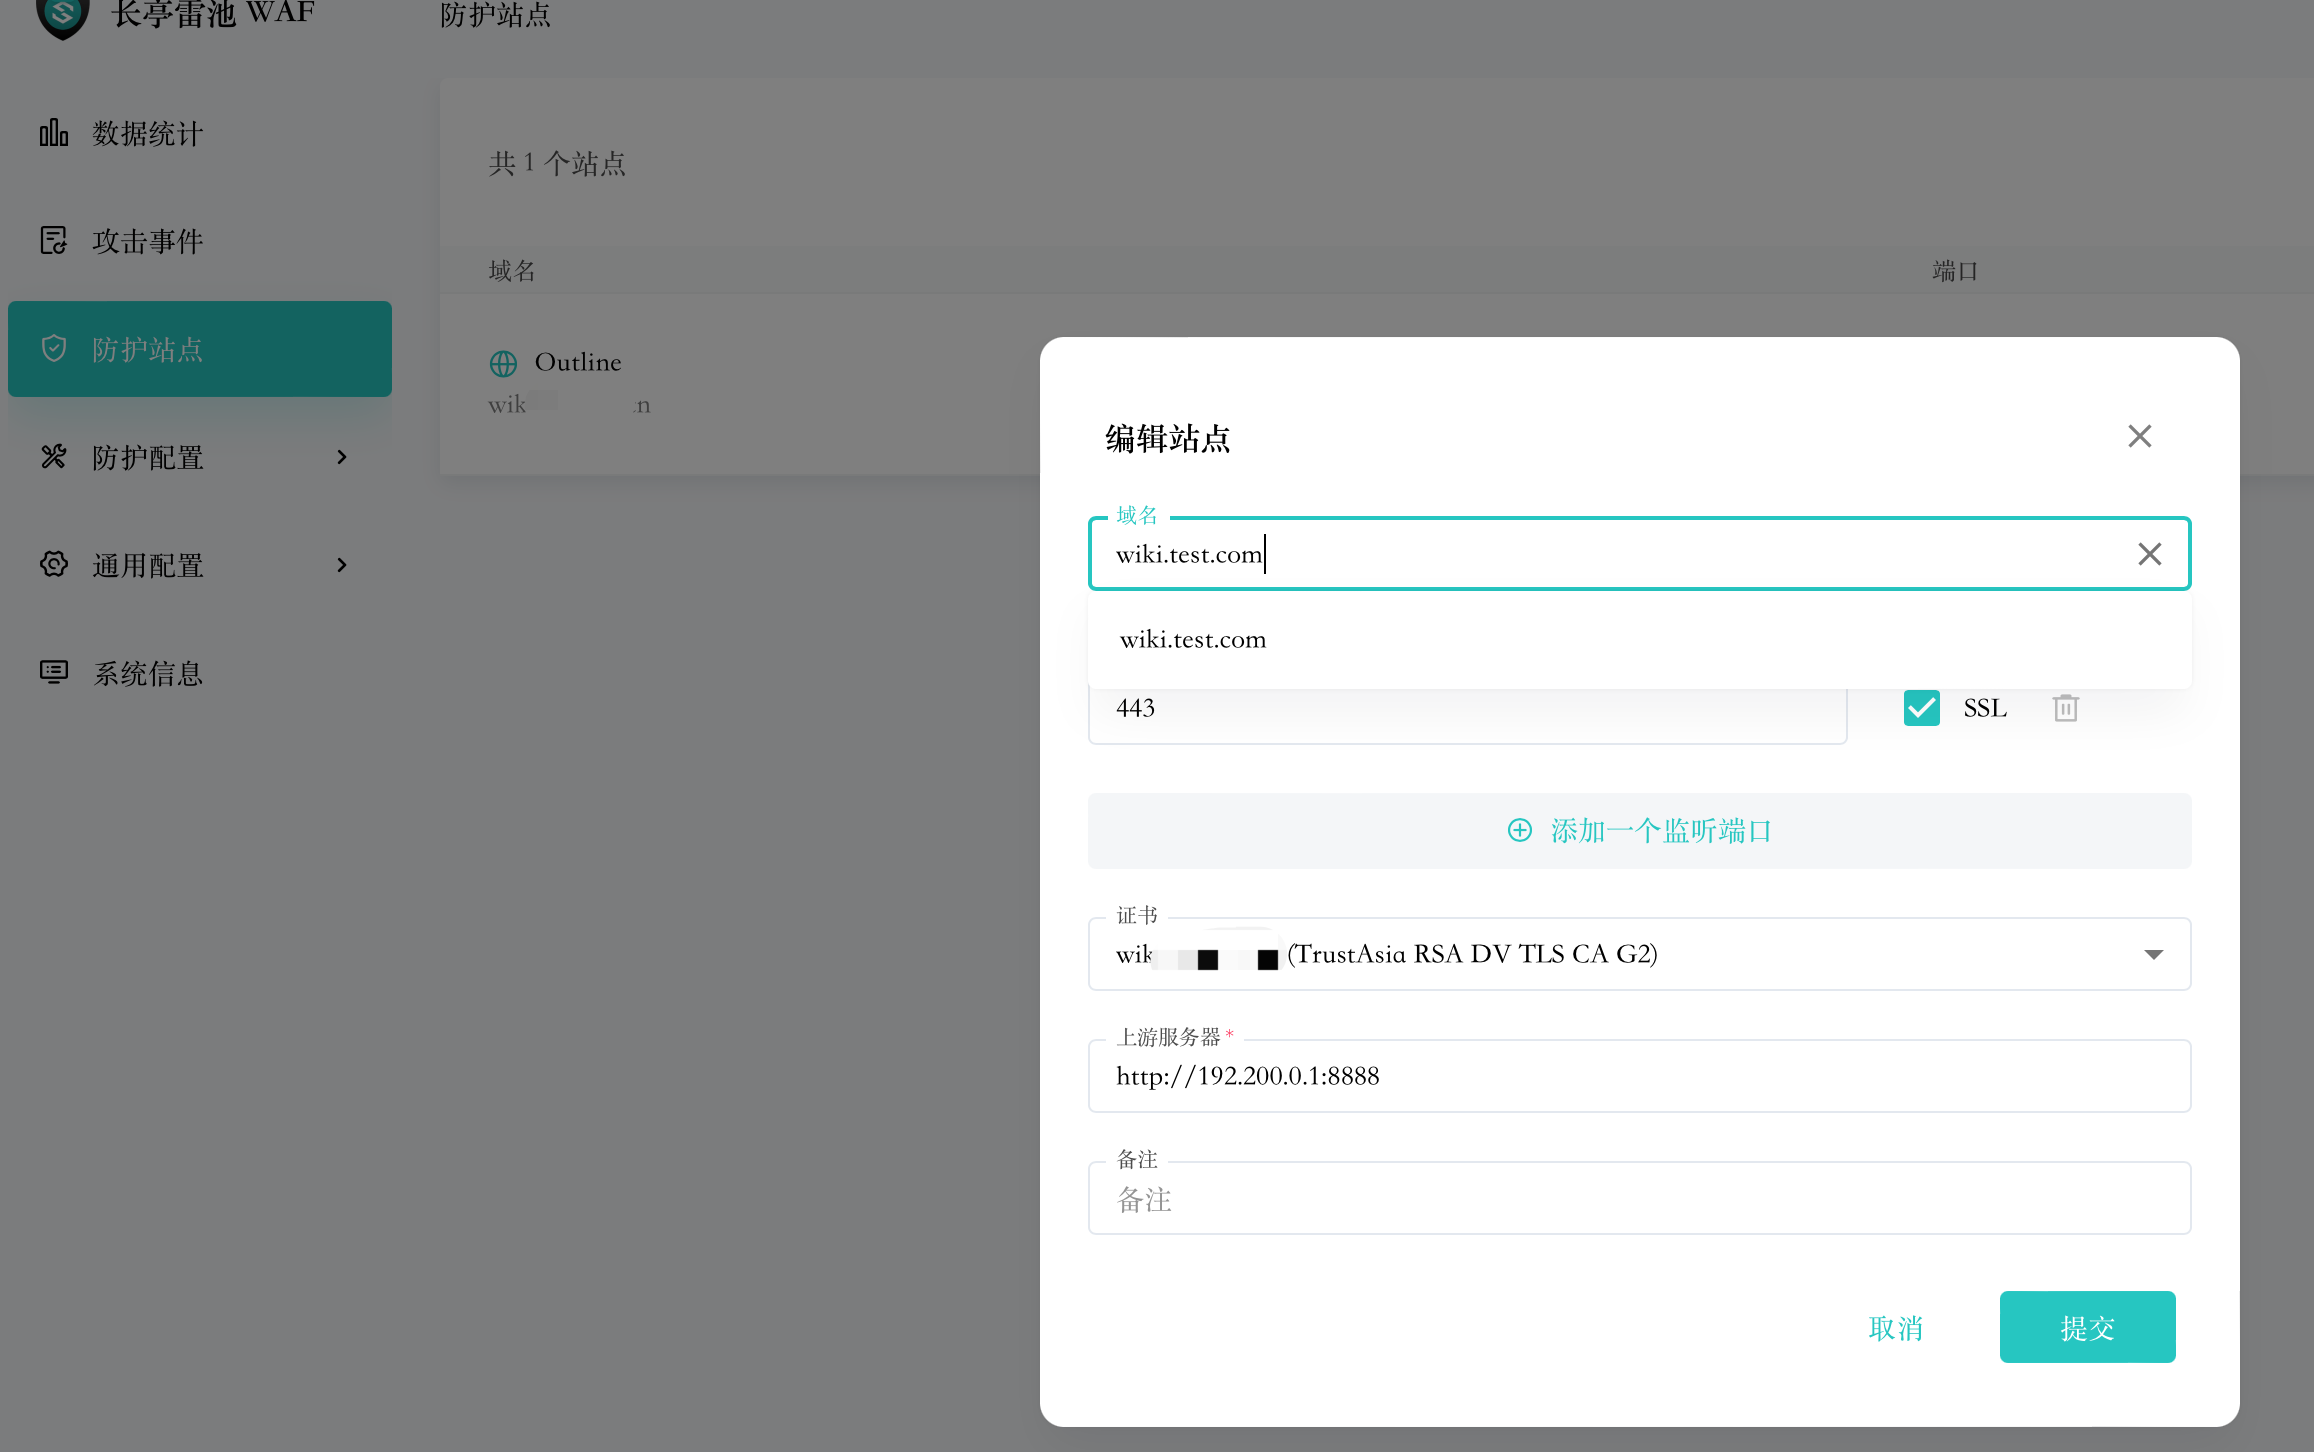 长亭雷池 WAF
防护站点
数据统计
攻击事件
防护站点
防护配置
通用配置
系统信息
共 1 个站点
域名
端口
Outline
编辑站点
域名
wiki.test.com
wiki.test.com
443
SSL
添加一个监听端口
证书
wik (TrustAsia RSA DV TLS CA G2)
上游服务器 *
http://192.200.0.1:8888
备注
备注
取消
提交